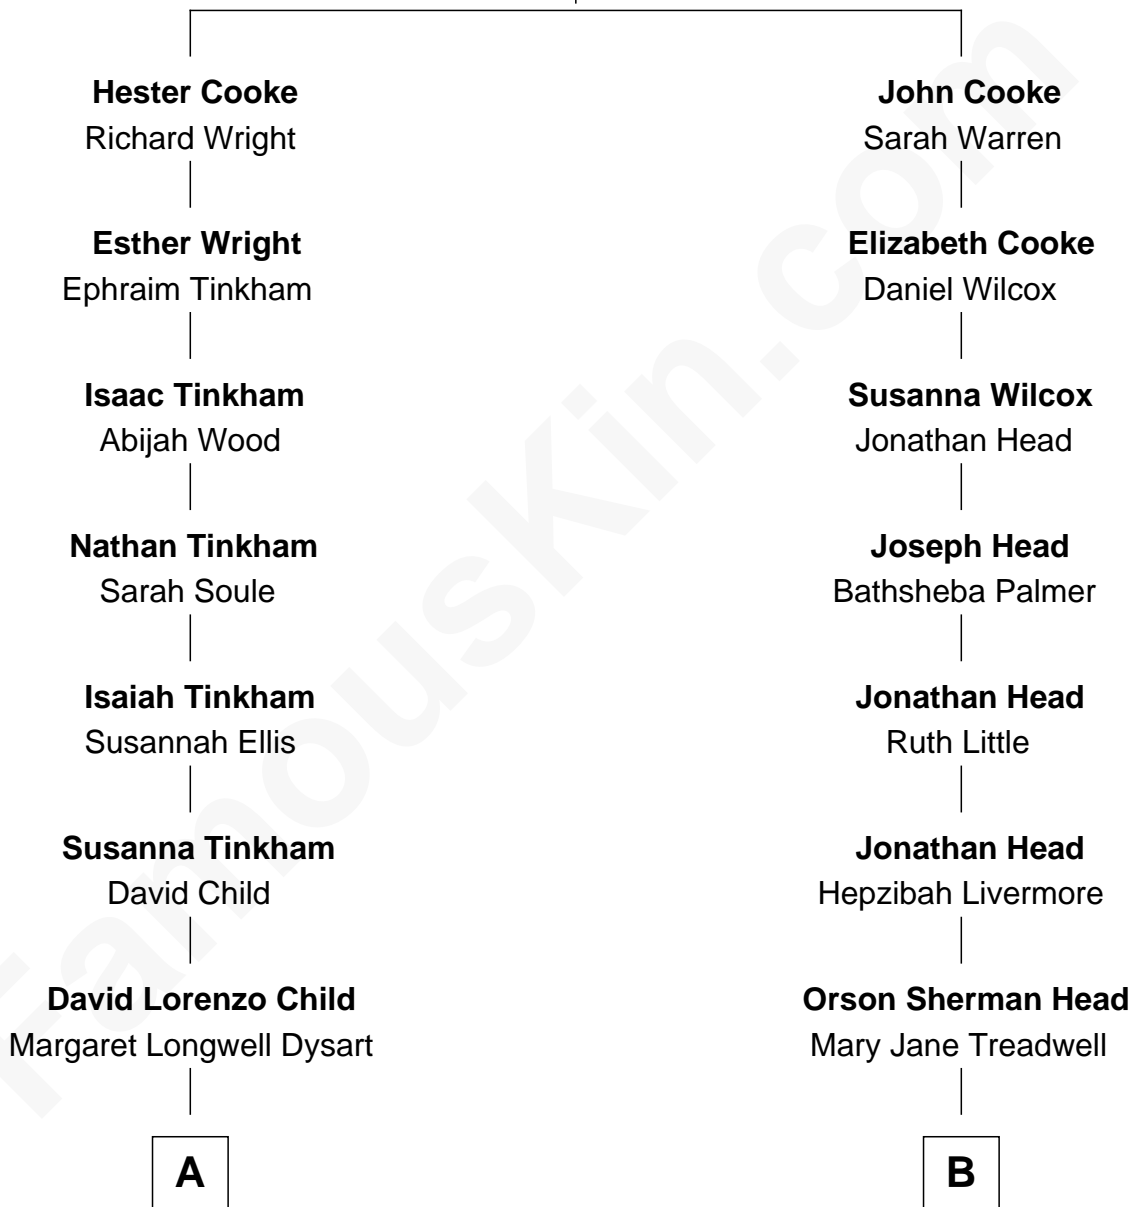 Hester Cooke
Richard Wright
Esther Wright
Ephraim Tinkham
Isaac Tinkham
Abijah Wood
Nathan Tinkham
Sarah Soule
Isaiah Tinkham
Susannah Ellis
Susanna Tinkham
David Child
David Lorenzo Child
Margaret Longwell Dysart
A
John Cooke
Sarah Warren
Elizabeth Cooke
Daniel Wilcox
Susanna Wilcox
Jonathan Head
Joseph Head
Bathsheba Palmer
Jonathan Head
Ruth Little
Jonathan Head
Hepzibah Livermore
Orson Sherman Head
Mary Jane Treadwell
B
FamousKin.com